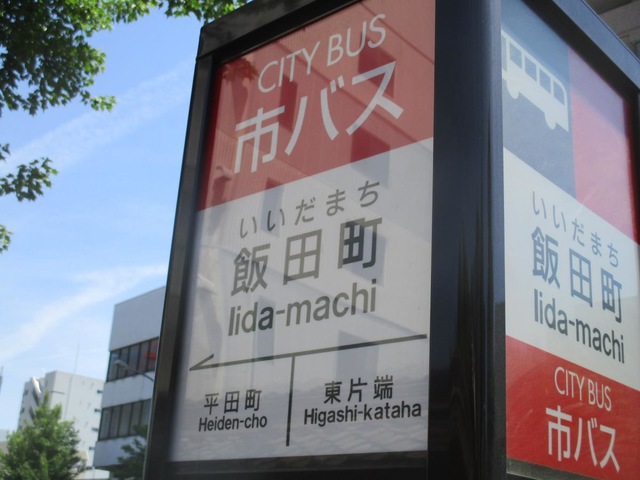 CITY BUS
市バス
いいだまち
飯田町
Iida-machi
平田町
Heiden-cho
東片端
Higashi-kataha
いいだまち
飯田町
Iida-machi
CITY BUS
市バス